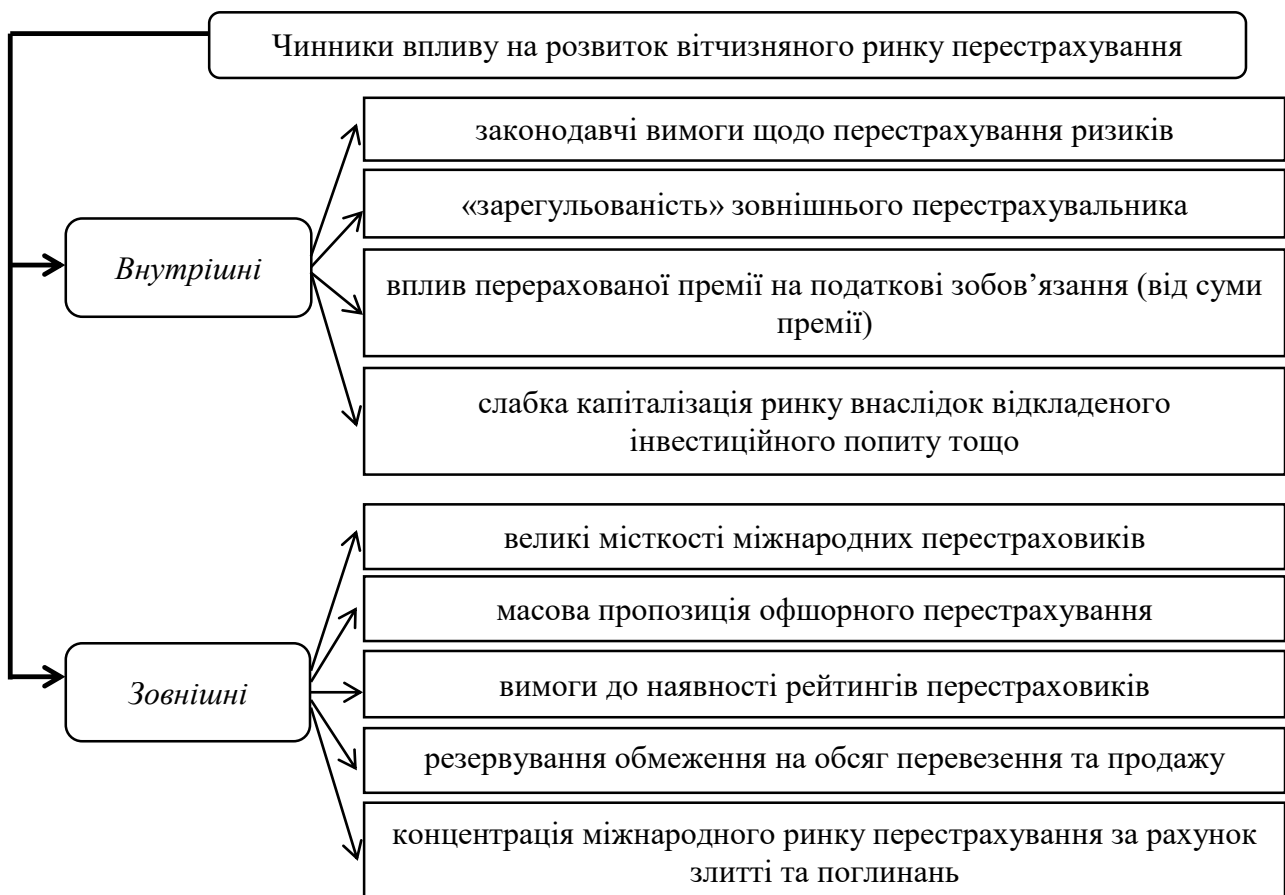 Чинники впливу на розвиток вітчизняного ринку перестрахування
законодавчі вимоги щодо перестрахування ризиків
«зарегульованість» зовнішнього перестрахувальника
Внутрішні
вплив перерахованої премії на податкові зобов’язання (від суми
премії)
слабка капіталізація ринку внаслідок відкладеного
інвестиційного попиту тощо
великі місткості міжнародних перестраховиків
масова пропозиція офшорного перестрахування
Зовнішні
вимоги до наявності рейтингів перестраховиків
резервування обмеження на обсяг перевезення та продажу
концентрація міжнародного ринку перестрахування за рахунок
злитті та поглинань